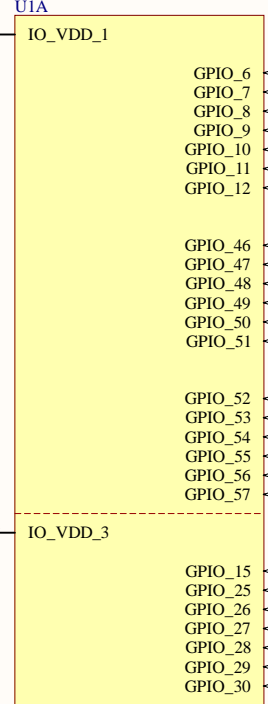 U1A
IO_VDD_1
GPIO_6
GPIO_7
GPIO_8
GPIO_9
GPIO_10
GPIO_11
GPIO_12
GPIO_46
GPIO_47
GPIO_48
GPIO_49
GPIO_50
GPIO_51
GPIO_52
GPIO_53
GPIO_54
GPIO_55
GPIO_56
GPIO_57
IO_VDD_3
GPIO_15
GPIO_25
GPIO_26
GPIO_27
GPIO_28
GPIO_29
GPIO_30